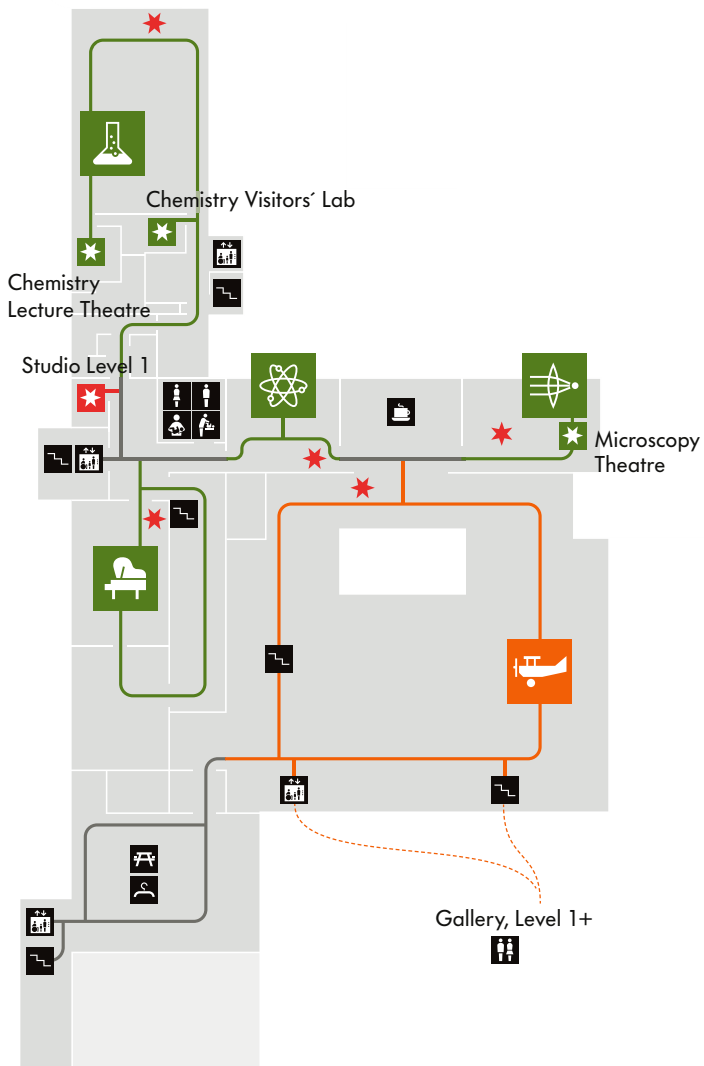 Chemistry Visitors´ Lab
Chemistry
Lecture Theatre
Studio Level 1
Microscopy
Theatre
Gallery, Level 1+